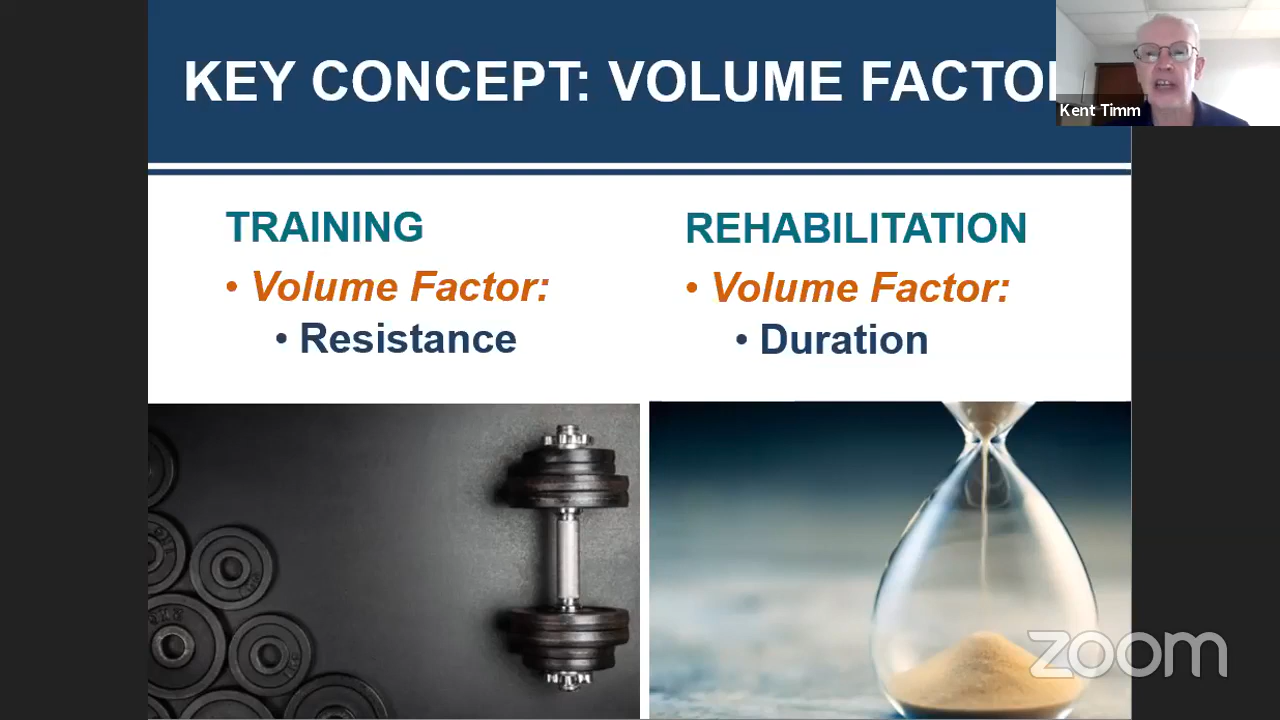 KEY CONCEPT: VOLUME FACTO
Kent Timm
TRAINING
• Volume Factor:
• Resistance
REHABILITATION
• Volume Factor:
• Duration
zoom